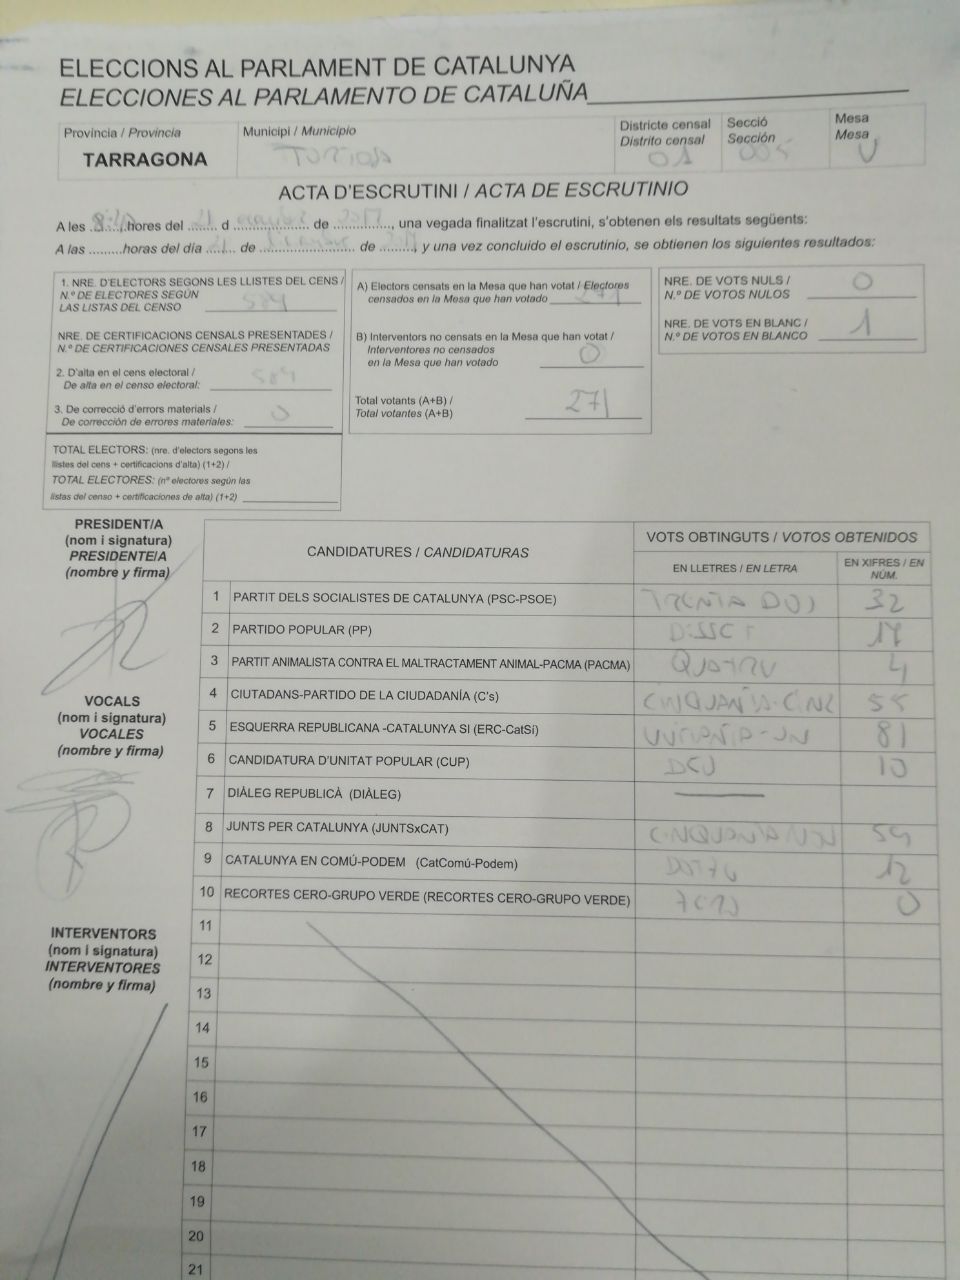 ELECCIONS AL PARLAMENT DE CATALUNYA
ELECCIONES AL PARLAMENTO DE CATALUÑA
Provincia / Provincia
TARRAGONA
Municipi / Municipio
TORTOSA
Districte censal
Distrito censal
01
Secció
Sección
005
Mesa
Mesa
U
ACTA D'ESCRUTINI / ACTA DE ESCRUTINIO
A les ........ hores del 21 d ........ de 2017, una vegada finalitzat l'escrutini, s'obtenen els resultats següents:
A las .........horas del día ........ de ........ de ........, y una vez concluido el escrutinio, se obtienen los siguientes resultados:
1. NRE. D'ELECTORS SEGONS LES LLISTES DEL CENS /
N.º DE ELECTORES SEGÚN
LAS LISTAS DEL CENSO 584
NRE. DE CERTIFICACIONS CENSALS PRESENTADES /
N.º DE CERTIFICACIONES CENSALES PRESENTADAS
2. D'alta en el cens electoral /
De alta en el censo electoral: 584
3. De correcció d'errors materials /
De corrección de errores materiales: 0
TOTAL ELECTORS: (nre. d'electors segons les
llistes del cens + certificacions d'alta) (1+2) /
TOTAL ELECTORES: (nº electores según las
listas del censo + certificaciones de alta) (1+2)
A) Electors censats en la Mesa que han votat / Electores
censados en la Mesa que han votado 271
B) Interventors no censats en la Mesa que han votat /
Interventores no censados
en la Mesa que han votado 0
Total votants (A+B) /
Total votantes (A+B) 271
NRE. DE VOTS NULS /
N.º DE VOTOS NULOS 0
NRE. DE VOTS EN BLANC /
N.º DE VOTOS EN BLANCO 1
PRESIDENT/A
(nom i signatura)
PRESIDENTE/A
(nombre y firma)
VOCALS
(nom i signatura)
VOCALES
(nombre y firma)
INTERVENTORS
(nom i signatura)
INTERVENTORES
(nombre y firma)
CANDIDATURES / CANDIDATURAS
VOTS OBTINGUTS / VOTOS OBTENIDOS
EN LLETRES / EN LETRA
EN XIFRES / EN NÚM.
1 PARTIT DELS SOCIALISTES DE CATALUNYA (PSC-PSOE) TRENTA DOS 32
2 PARTIDO POPULAR (PP) DISSET 17
3 PARTIT ANIMALISTA CONTRA EL MALTRACTAMENT ANIMAL-PACMA (PACMA) QUATRE 4
4 CIUTADANS-PARTIDO DE LA CIUDADANÍA (C's) CINQUANTA-CINC 55
5 ESQUERRA REPUBLICANA -CATALUNYA SI (ERC-CatSí) VUITANTA-UN 81
6 CANDIDATURA D'UNITAT POPULAR (CUP) DEU 10
7 DIÀLEG REPUBLICÀ (DIÀLEG)
8 JUNTS PER CATALUNYA (JUNTSxCAT) CINQUANTA NOU 59
9 CATALUNYA EN COMÚ-PODEM (CatComú-Podem) DOTZE 12
10 RECORTES CERO-GRUPO VERDE (RECORTES CERO-GRUPO VERDE) ZERO 0
11
12
13
14
15
16
17
18
19
20
21